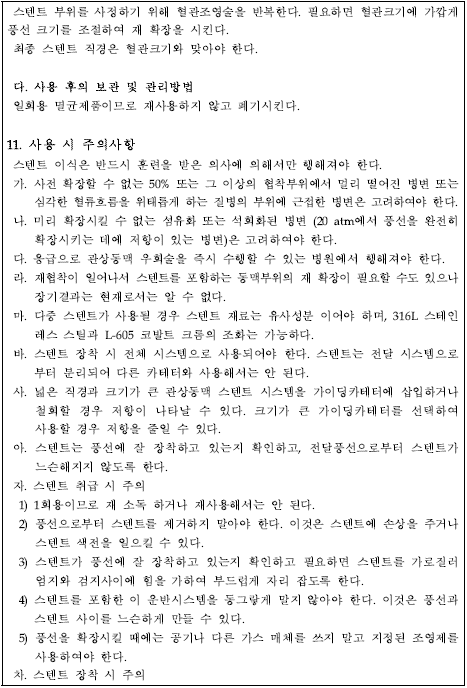 스텐트 부위를 사정하기 위해 혈관조영술을 반복한다. 필요하면 혈관크기에 가깝게
풍선 크기를 조절하여 재 확장을 시킨다.
최종 스텐트 직경은 혈관크기와 맞아야 한다.
다. 사용 후의 보관 및 관리방법
일회용 멸균제품이므로 재사용하지 않고 폐기시킨다.
11. 사용 시 주의사항
스텐트 이식은 반드시 훈련을 받은 의사에 의해서만 행해져야 한다.
가. 사전 확장할 수 없는 50% 또는 그 이상의 협착부위에서 멀리 떨어진 병변 또는
심각한 혈류흐름을 위태롭게 하는 질병의 부위에 근접한 병변은 고려하여야 한다.
나. 미리 확장시킬 수 없는 섬유화 또는 석회화된 병변 (20 atm에서 풍선을 완전히
확장시키는 데에 저항이 있는 병변)은 고려하여야 한다.
다. 응급으로 관상동맥 우회술을 즉시 수행할 수 있는 병원에서 행해져야 한다.
라. 재협착이 일어나서 스텐트를 포함하는 동맥부위의 재 확장이 필요할 수도 있으나
장기결과는 현재로서는 알 수 없다.
마. 다중 스텐트가 사용될 경우 스텐트 재료는 유사성분 이어야 하며, 316L 스테인
레스 스틸과 L-605 코발트 크롬의 조화는 가능하다.
바. 스텐트 장착 시 전체 시스템으로 사용되어야 한다. 스텐트는 전달 시스템으로
부터 분리되어 다른 카테터와 사용해서는 안 된다.
사. 넓은 직경과 크기가 큰 관상동맥 스텐트 시스템을 가이딩카테터에 삽입하거나
철회할 경우 저항이 나타날 수 있다. 크기가 큰 가이딩카테터를 선택하여
사용할 경우 저항을 줄일 수 있다.
아. 스텐트는 풍선에 잘 장착하고 있는지 확인하고, 전달풍선으로부터 스텐트가
느슨해지지 않도록 한다.
자. 스텐트 취급 시 주의
1) 1회용이므로 재 소독 하거나 재사용해서는 안 된다.
2) 풍선으로부터 스텐트를 제거하지 말아야 한다. 이것은 스텐트에 손상을 주거나
스텐트 색전을 일으킬 수 있다.
3) 스텐트가 풍선에 잘 장착하고 있는지 확인하고 필요하면 스텐트를 가로질러
엄지와 검지사이에 힘을 가하여 부드럽게 자리 잡도록 한다.
4) 스텐트를 포함한 이 운반시스템을 동그랗게 말지 않아야 한다. 이것은 풍선과
스텐트 사이를 느슨하게 만들 수 있다.
5) 풍선을 확장시킬 때에는 공기나 다른 가스 매체를 쓰지 말고 지정된 조영제를
사용하여야 한다.
차. 스텐트 장착 시 주의